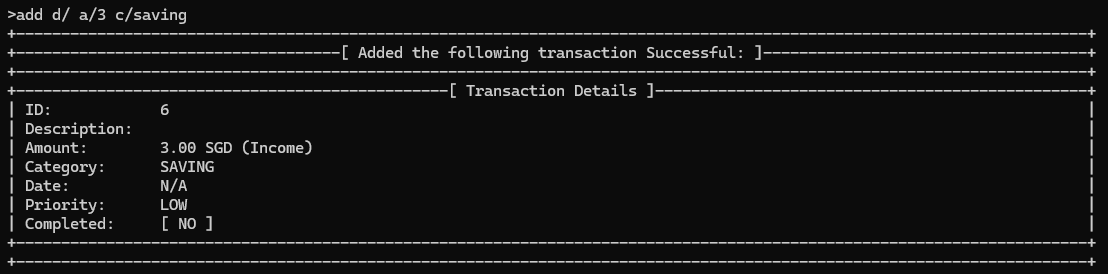 >add d/ a/3 c/saving
+-----------------------------------------------------------------------------------------------------------------------+
+------------------------------------[ Added the following transaction Successful: ]------------------------------------+
+-----------------------------------------------------------------------------------------------------------------------+
+------------------------------------------------[ Transaction Details ]------------------------------------------------+
| ID:            6                                                                                                      |
| Description:                                                                                                          |
| Amount:        3.00 SGD (Income)                                                                                      |
| Category:      SAVING                                                                                                 |
| Date:          N/A                                                                                                    |
| Priority:      LOW                                                                                                    |
| Completed:     [ NO ]                                                                                                 |
+-----------------------------------------------------------------------------------------------------------------------+
+-----------------------------------------------------------------------------------------------------------------------+